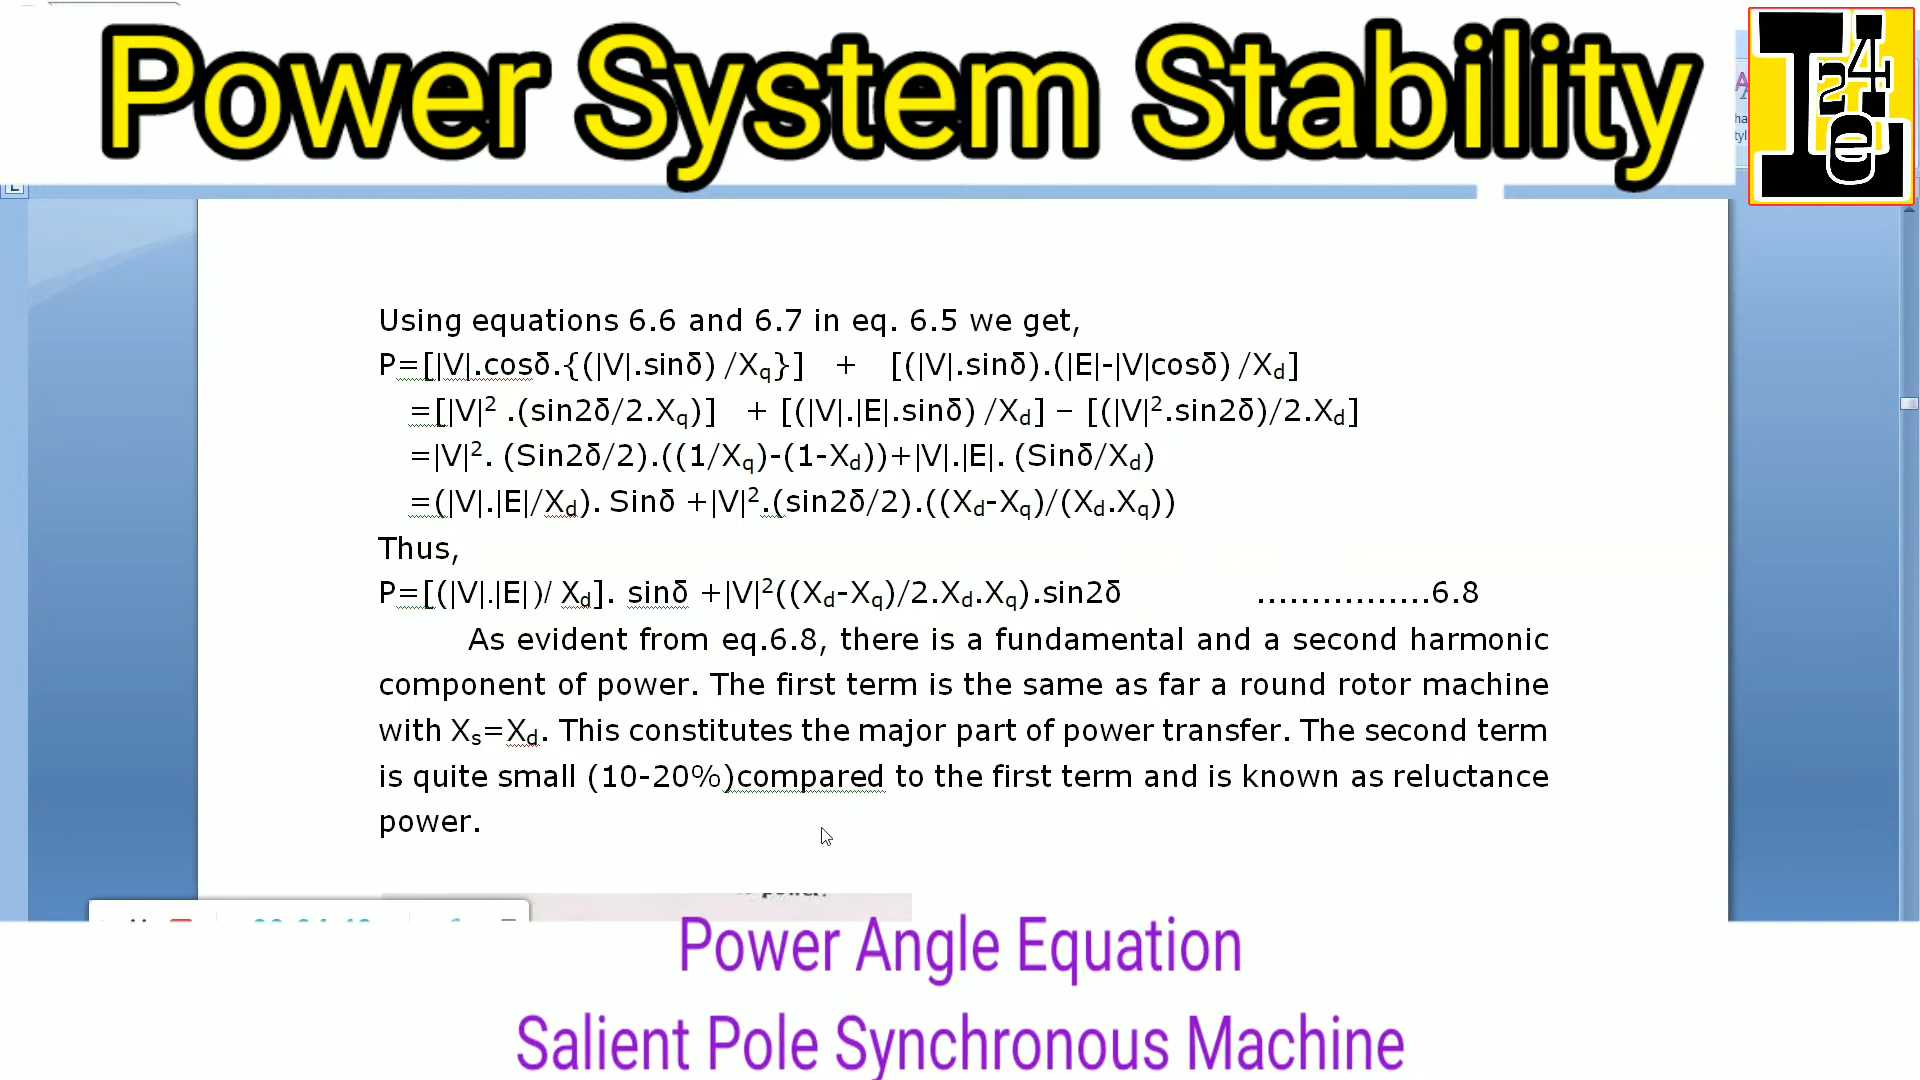 Power System Stability
L24e
Using equations 6.6 and 6.7 in eq. 6.5 we get,
P=[|V|.cosδ.{(|V|.sinδ) /Xq}] + [(|V|.sinδ).(|E|-|V|cosδ) /Xd]
=[|V|² .(sin2δ/2.Xq)] + [(|V|.|E|.sinδ) /Xd] – [(|V|².sin2δ)/2.Xd]
=|V|². (Sin2δ/2).((1/Xq)-(1-Xd))+|V|.|E|. (Sinδ/Xd)
=(|V|.|E|/Xd). Sinδ +|V|².(sin2δ/2).((Xd-Xq)/(Xd.Xq))
Thus,
P=[(|V|.|E|)/ Xd]. sinδ +|V|²((Xd-Xq)/2.Xd.Xq).sin2δ ................6.8
As evident from eq.6.8, there is a fundamental and a second harmonic
component of power. The first term is the same as far a round rotor machine
with Xs=Xd. This constitutes the major part of power transfer. The second term
is quite small (10-20%)compared to the first term and is known as reluctance
power.
power.
Power Angle Equation
Salient Pole Synchronous Machine